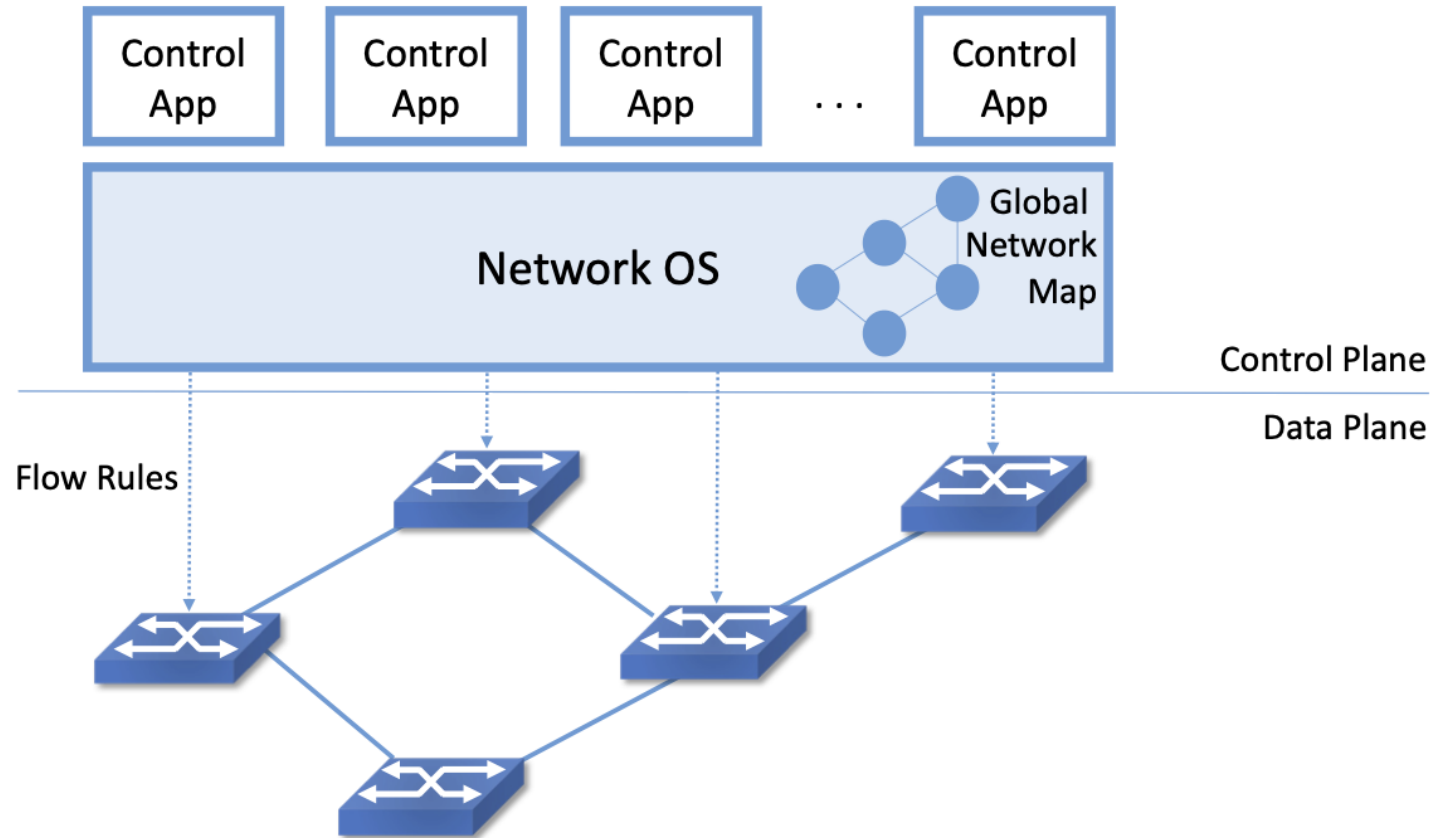 Control
App
Control
App
Control
App
. . .
Control
App
Network OS
Global
Network
Map
Control Plane
Data Plane
Flow Rules